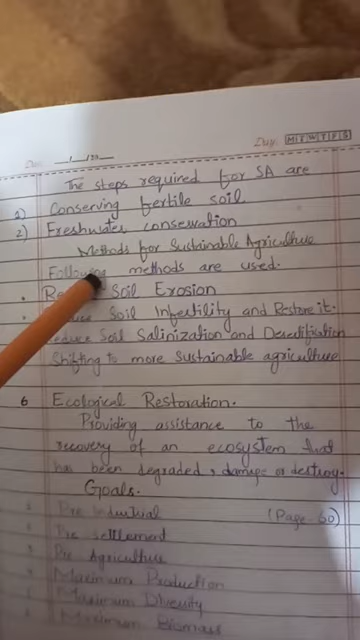 Day: MTWTFS
The steps required for SA are
1) Conserving fertile soil
2) Freshwater conservation
Methods for Sustainable Agriculture
Following methods are used.
Soil Erosion
Soil Infertility and Restore it.
Reduce Soil Salinization and Desertification
Shifting to more Sustainable agriculture
6 Ecological Restoration.
Providing assistance to the
recovery of an ecosystem that
has been degraded, damage or destroy.
Goals.
Pre Industrial (Page 60)
Pre settlement
Pre Agriculture
Maximum Production
Maximum Diversity
Maximum Biomass